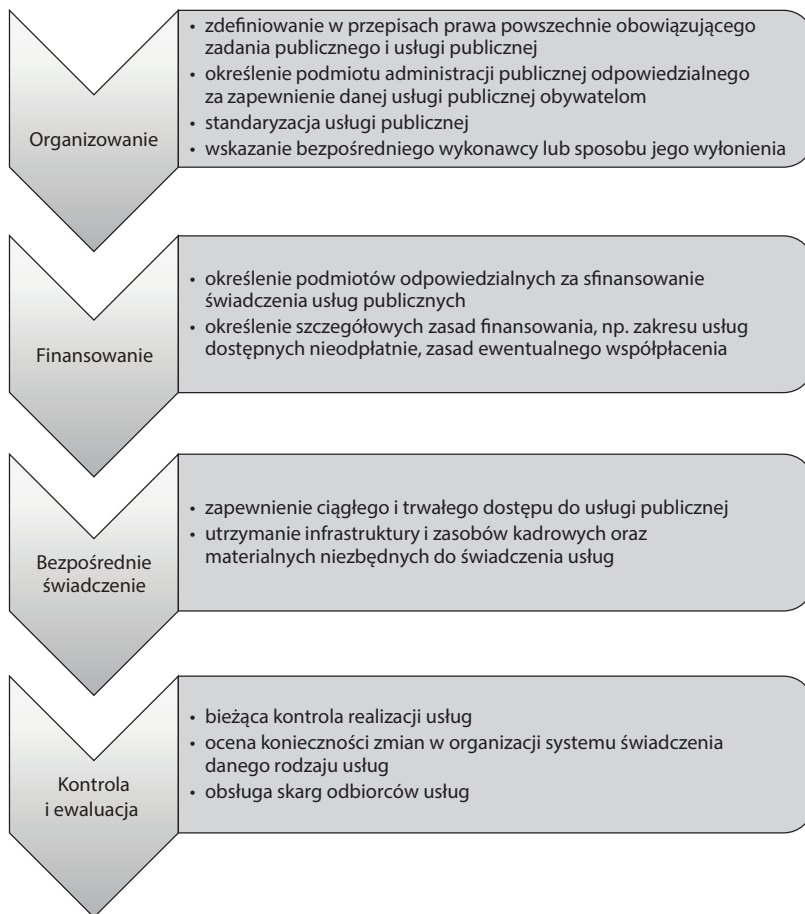 Organizowanie
• zdefiniowanie w przepisach prawa powszechnie obowiązującego
zadania publicznego i usługi publicznej
• określenie podmiotu administracji publicznej odpowiedzialnego
za zapewnienie danej usługi publicznej obywatelom
• standaryzacja usługi publicznej
• wskazanie bezpośredniego wykonawcy lub sposobu jego wyłonienia
Finansowanie
• określenie podmiotów odpowiedzialnych za sfinansowanie
świadczenia usług publicznych
• określenie szczegółowych zasad finansowania, np. zakresu usług
dostępnych nieodpłatnie, zasad ewentualnego współpłacenia
Bezpośrednie
świadczenie
• zapewnienie ciągłego i trwałego dostępu do usługi publicznej
• utrzymanie infrastruktury i zasobów kadrowych oraz
materialnych niezbędnych do świadczenia usług
Kontrola
i ewaluacja
• bieżąca kontrola realizacji usług
• ocena konieczności zmian w organizacji systemu świadczenia
danego rodzaju usług
• obsługa skarg odbiorców usług